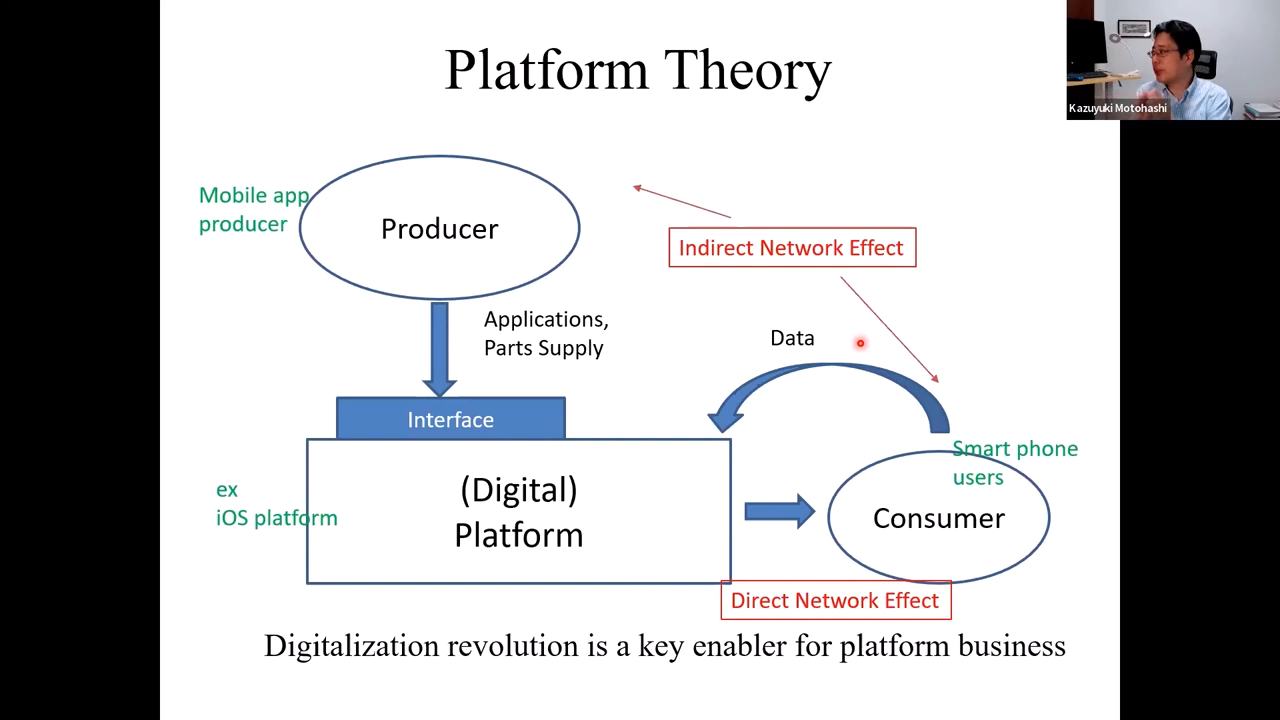 Platform Theory
Kazuyuki Motohashi
Mobile app
producer
Producer
Indirect Network Effect
Applications,
Parts Supply
Data
Interface
Smart phone
users
ex
iOS platform
(Digital)
Platform
Consumer
Direct Network Effect
Digitalization revolution is a key enabler for platform business